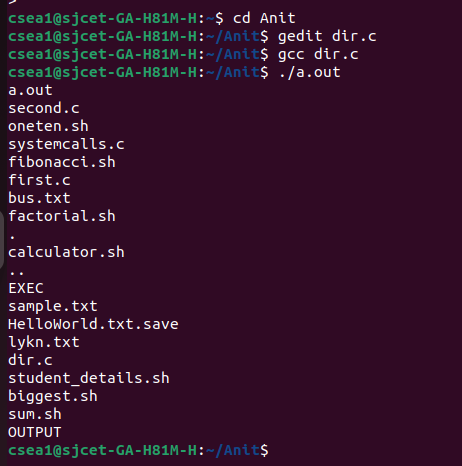 >
csea1@sjcet-GA-H81M-H:~$ cd Anit
csea1@sjcet-GA-H81M-H:~/Anit$ gedit dir.c
csea1@sjcet-GA-H81M-H:~/Anit$ gcc dir.c
csea1@sjcet-GA-H81M-H:~/Anit$ ./a.out
a.out
second.c
oneten.sh
systemcalls.c
fibonacci.sh
first.c
bus.txt
factorial.sh
.
calculator.sh
..
EXEC
sample.txt
HelloWorld.txt.save
lykn.txt
dir.c
student_details.sh
biggest.sh
sum.sh
OUTPUT
csea1@sjcet-GA-H81M-H:~/Anit$